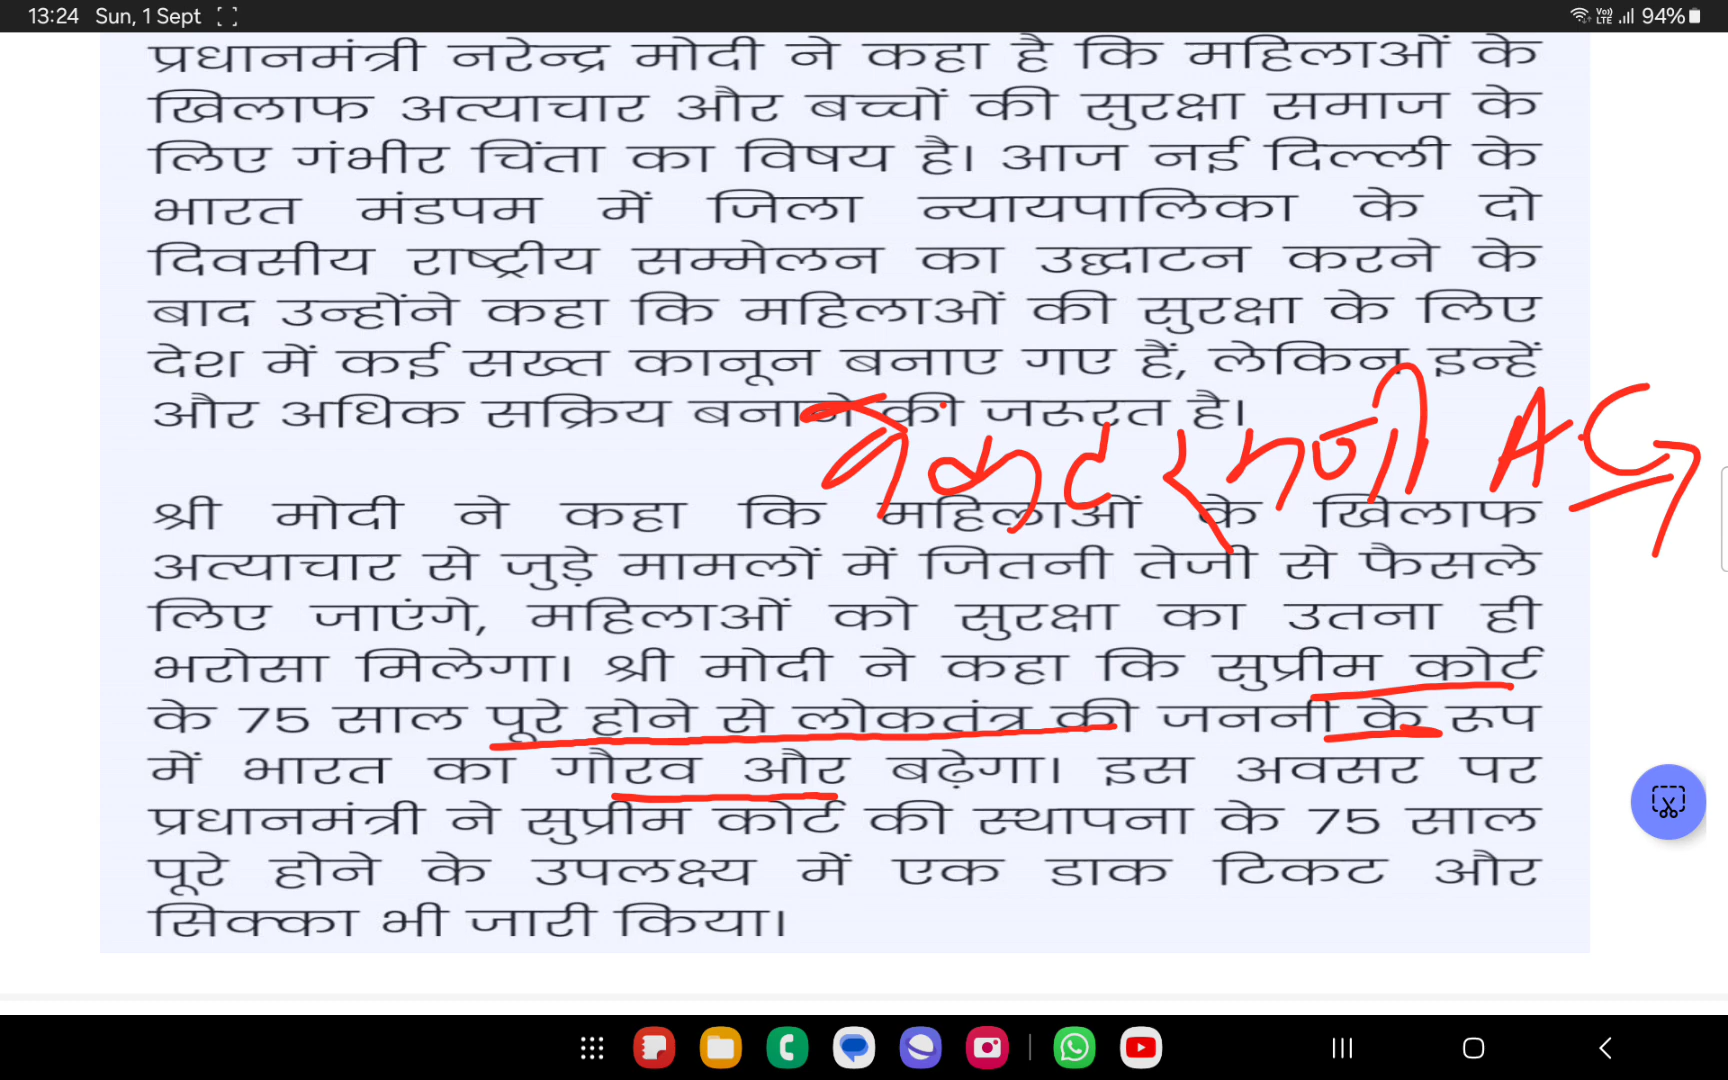 13:24 Sun, 1 Sept
Vo)) LTE 94%
प्रधानमंत्री नरेन्द्र मोदी ने कहा है कि महिलाओं के
खिलाफ अत्याचार और बच्चों की सुरक्षा समाज के
लिए गंभीर चिंता का विषय है। आज नई दिल्ली के
भारत मंडपम में जिला न्यायपालिका के दो
दिवसीय राष्ट्रीय सम्मेलन का उद्घाटन करने के
बाद उन्होंने कहा कि महिलाओं की सुरक्षा के लिए
देश में कई सख्त कानून बनाए गए हैं, लेकिन इन्हें
और अधिक सक्रिय बनाने की जरूरत है।
श्री मोदी ने कहा कि महिलाओं के खिलाफ
अत्याचार से जुड़े मामलों में जितनी तेजी से फैसले
लिए जाएंगे, महिलाओं को सुरक्षा का उतना ही
भरोसा मिलेगा। श्री मोदी ने कहा कि सुप्रीम कोर्ट
के 75 साल पूरे होने से लोकतंत्र की जननी के रूप
में भारत का गौरव और बढ़ेगा। इस अवसर पर
प्रधानमंत्री ने सुप्रीम कोर्ट की स्थापना के 75 साल
पूरे होने के उपलक्ष्य में एक डाक टिकट और
सिक्का भी जारी किया।